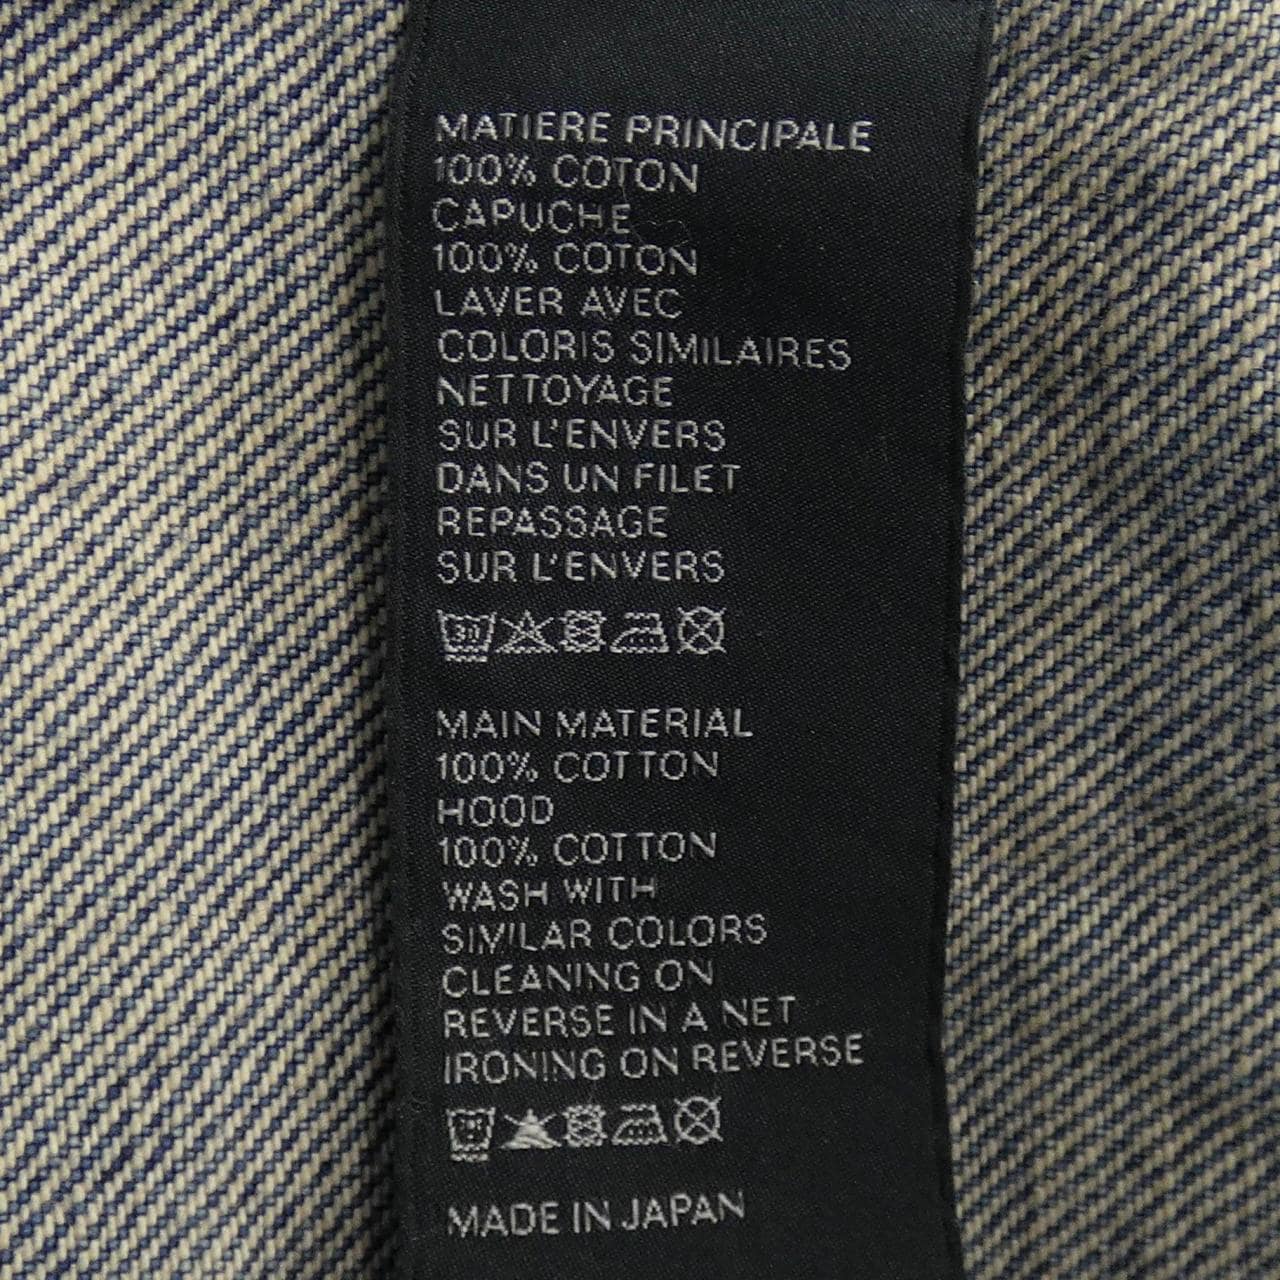 MATIERE PRINCIPALE
100% COTON
CAPUCHE
100% COTON
LAVER AVEC
COLORIS SIMILAIRES
NETTOYAGE
SUR L'ENVERS
DANS UN FILET
REPASSAGE
SUR L'ENVERS
30
MAIN MATERIAL
100% COTTON
HOOD
100% COTTON
WASH WITH
SIMILAR COLORS
CLEANING ON
REVERSE IN A NET
IRONING ON REVERSE
MADE IN JAPAN